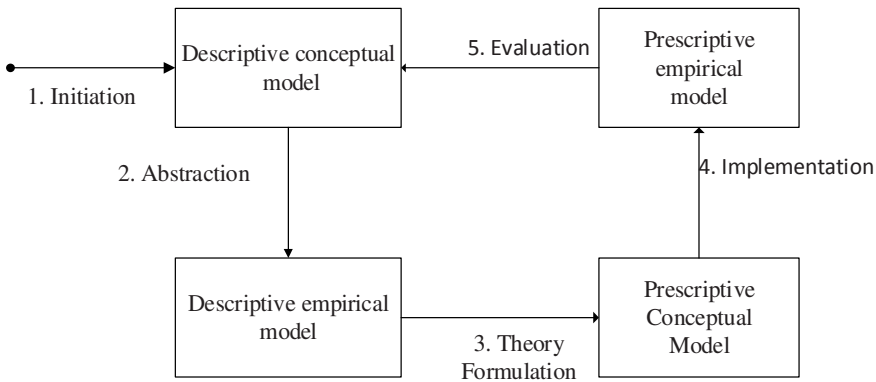 Descriptive conceptual
model
5. Evaluation
Prescriptive
empirical
model
1. Initiation
2. Abstraction
4. Implementation
Descriptive empirical
model
3. Theory
Formulation
Prescriptive
Conceptual
Model